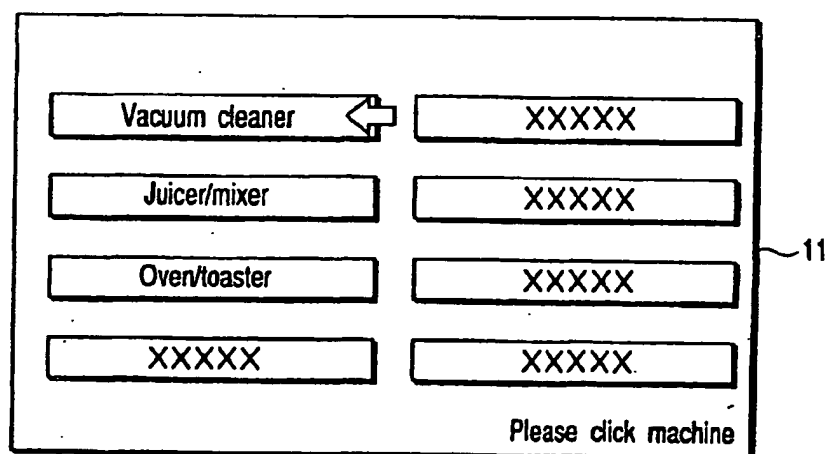 Vacuum cleaner XXXXX
Juicer/mixer XXXXX
Oven/toaster XXXXX
XXXXX XXXXX
11
Please click machine